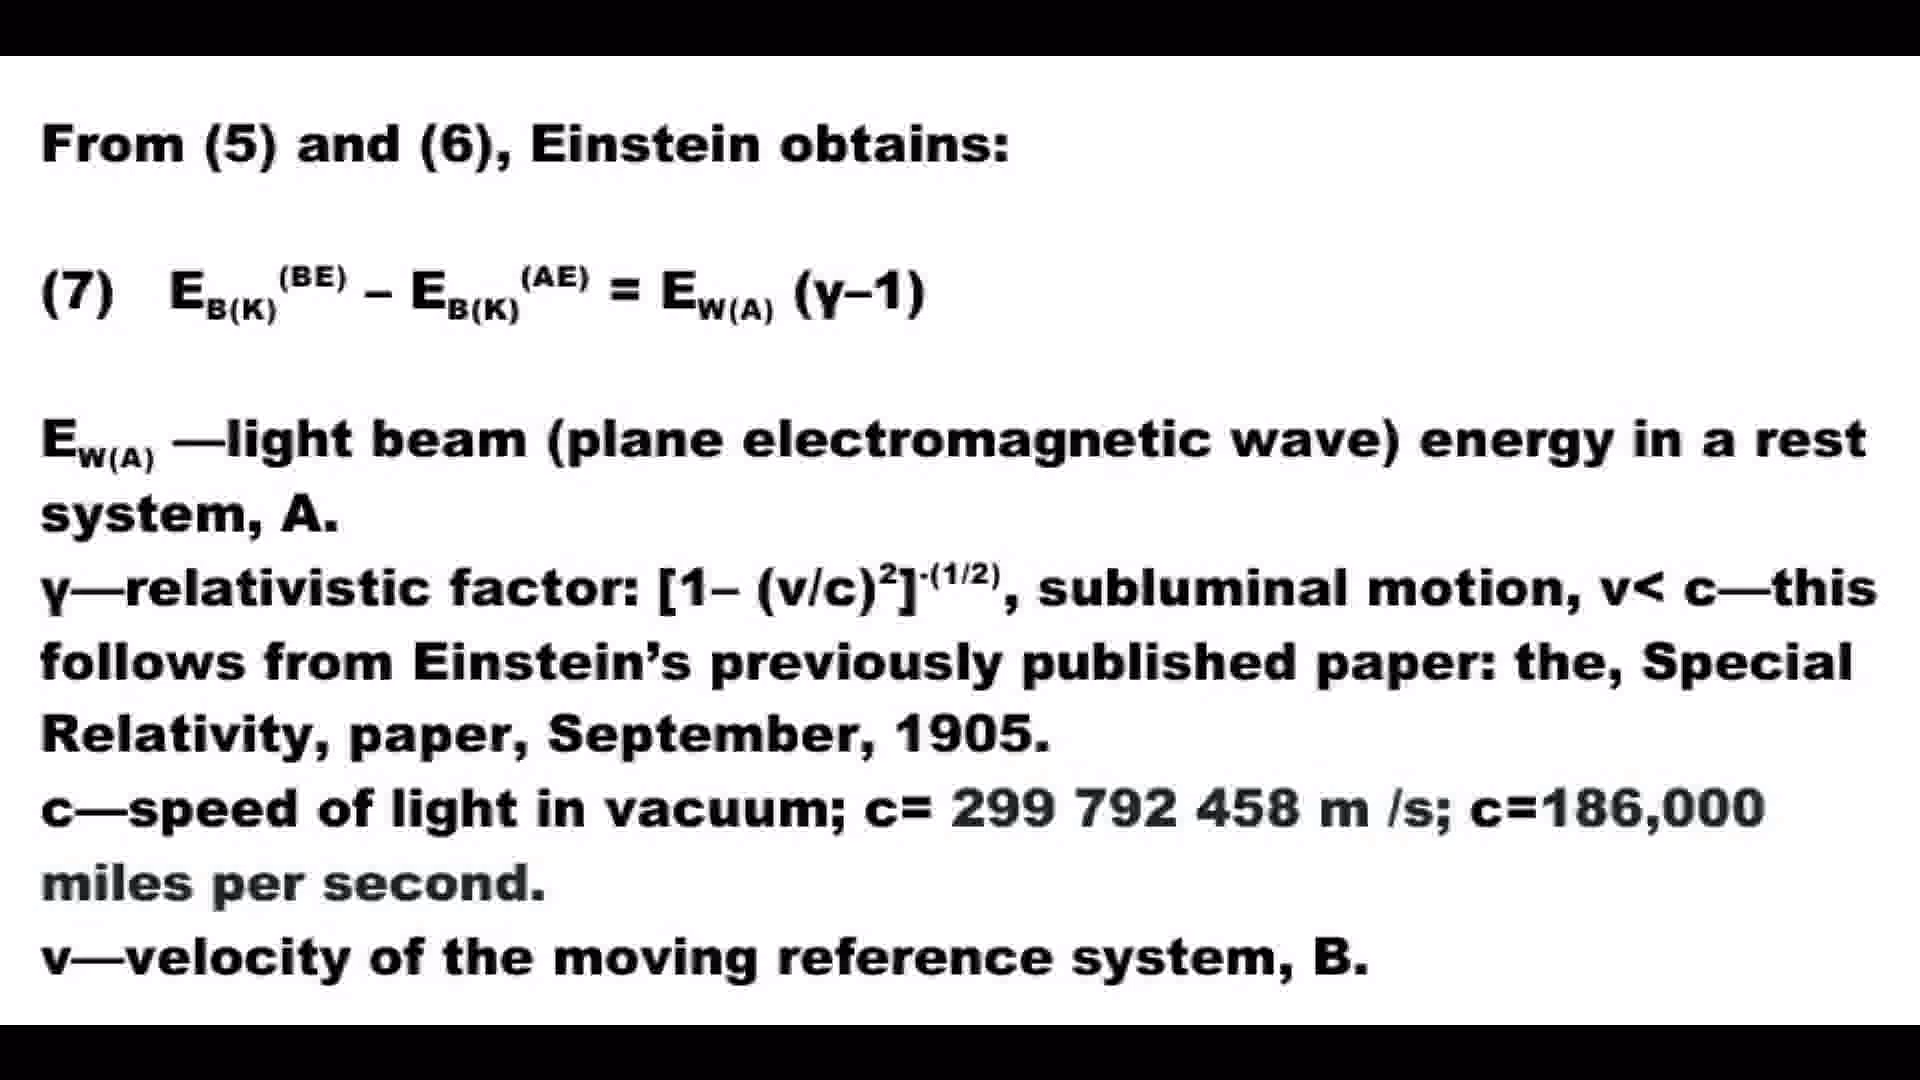 From (5) and (6), Einstein obtains:
(7) E_B(K)^(BE) – E_B(K)^(AE) = E_W(A) (γ–1)
E_W(A) —light beam (plane electromagnetic wave) energy in a rest
system, A.
γ—relativistic factor: [1– (v/c)²]^-(1/2), subluminal motion, v< c—this
follows from Einstein’s previously published paper: the, Special
Relativity, paper, September, 1905.
c—speed of light in vacuum; c= 299 792 458 m /s; c=186,000
miles per second.
v—velocity of the moving reference system, B.